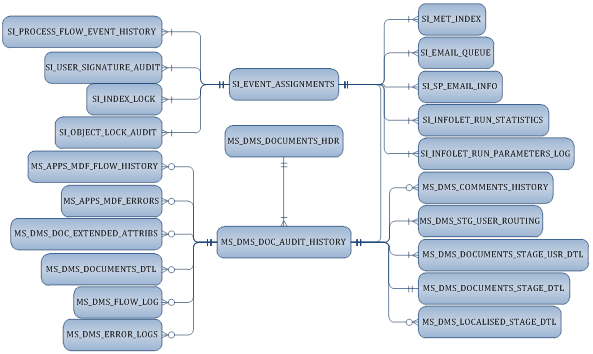 SI_PROCESS_FLOW_EVENT_HISTORY
SI_USER_SIGNATURE_AUDIT
SI_INDEX_LOCK
SI_OBJECT_LOCK_AUDIT
MS_APPS_MDF_FLOW_HISTORY
MS_APPS_MDF_ERRORS
MS_DMS_DOC_EXTENDED_ATTRIBS
MS_DMS_DOCUMENTS_DTL
MS_DMS_FLOW_LOG
MS_DMS_ERROR_LOGS
SI_EVENT_ASSIGNMENTS
MS_DMS_DOCUMENTS_HDR
MS_DMS_DOC_AUDIT_HISTORY
SI_MET_INDEX
SI_EMAIL_QUEUE
SI_SP_EMAIL_INFO
SI_INFOLET_RUN_STATISTICS
SI_INFOLET_RUN_PARAMETERS_LOG
MS_DMS_COMMENTS_HISTORY
MS_DMS_STG_USER_ROUTING
MS_DMS_DOCUMENTS_STAGE_USR_DTL
MS_DMS_DOCUMENTS_STAGE_DTL
MS_DMS_LOCALISED_STAGE_DTL